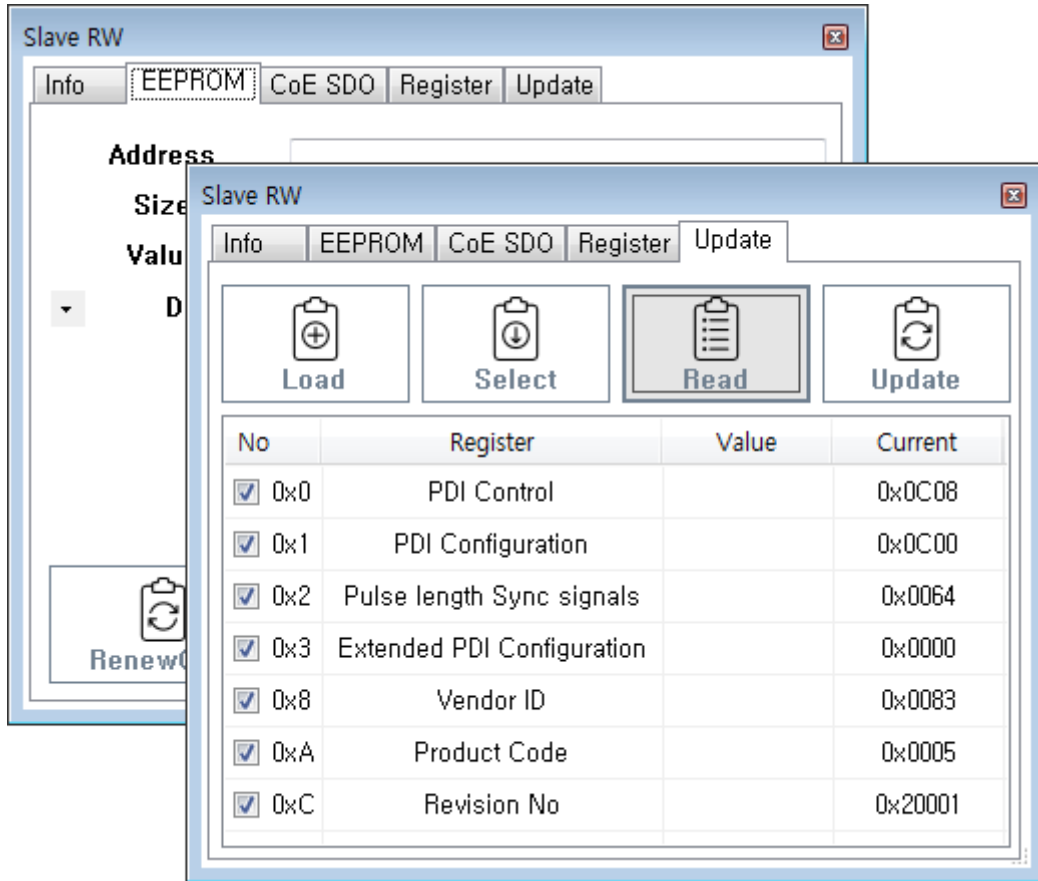 Slave RW
Info EEPROM CoE SDO Register Update
Address
Size
Valu
D
RenewC
Slave RW
Info EEPROM CoE SDO Register Update
Load Select Read Update
No Register Value Current
0x0 PDI Control 0x0C08
0x1 PDI Configuration 0x0C00
0x2 Pulse length Sync signals 0x0064
0x3 Extended PDI Configuration 0x0000
0x8 Vendor ID 0x0083
0xA Product Code 0x0005
0xC Revision No 0x20001